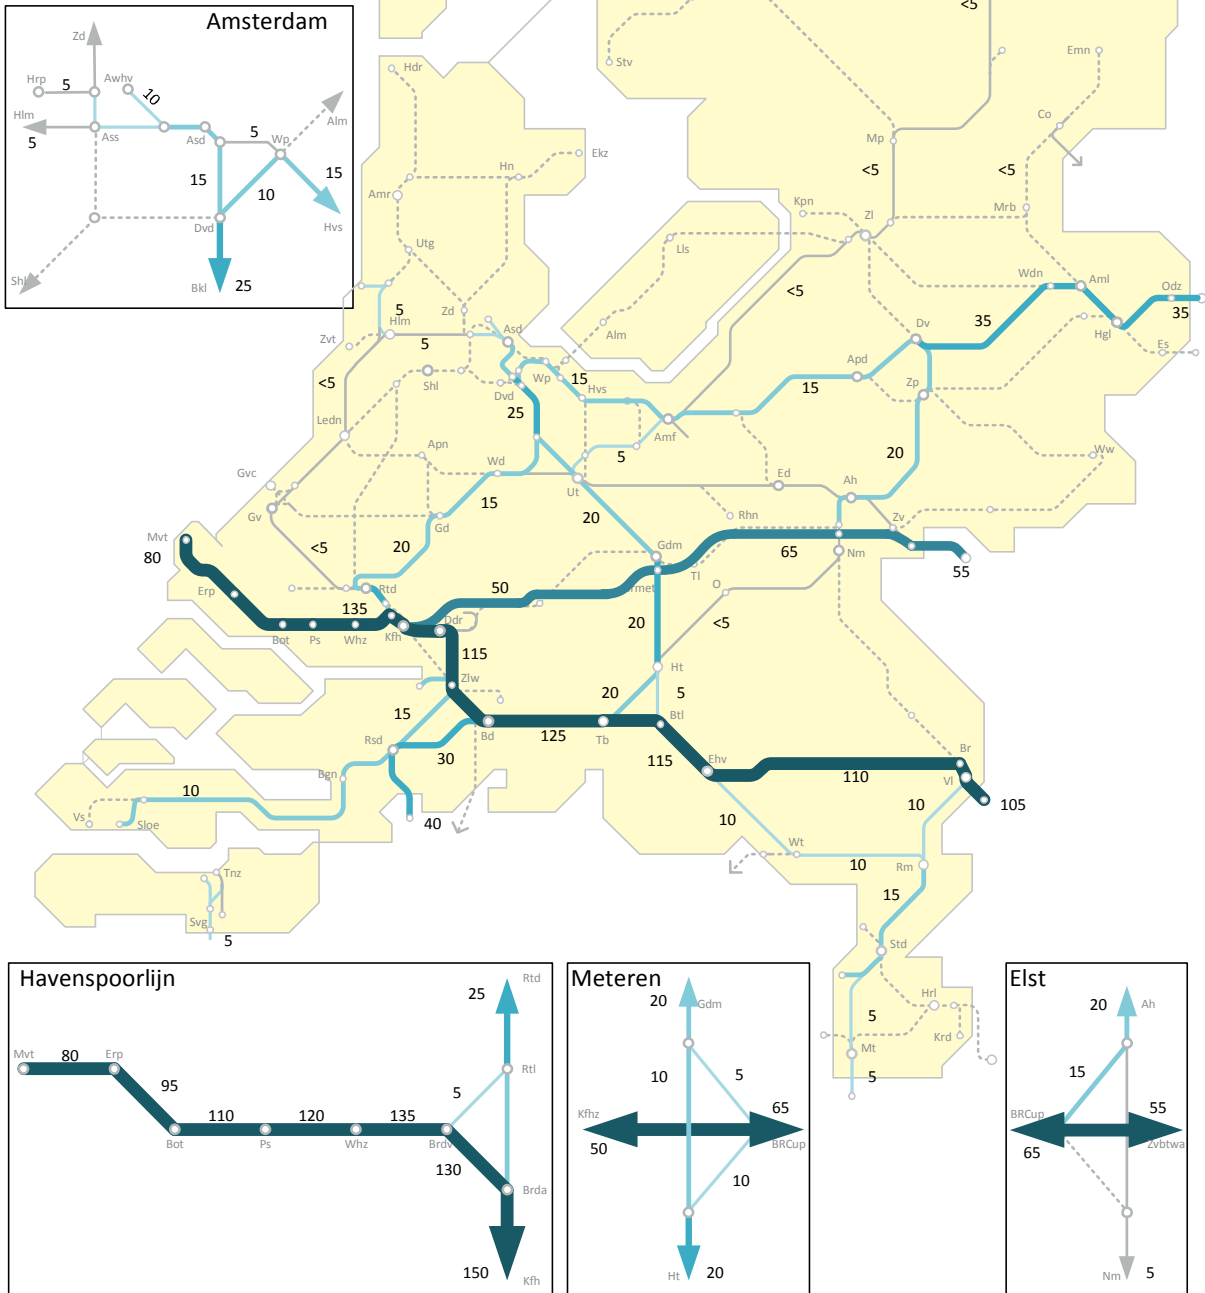 Amsterdam
Zd
Hrp
5
Awhv
10
Hlm
5
Ass
Asd
5
Wp
Alm
15
15
10
Dvd
Hvs
Shl
Bkl
25
<5
Stv
Emn
Hdr
Co
Mp
Ekz
Hn
<5
<5
Amr
Kpn
Mrb
Zl
Utg
Lls
Wdn
Aml
Odz
<5
35
35
5
Zd
Hlm
Asd
Alm
Dv
Hgl
Es
Zvt
5
Shl
Wp
15
Apd
<5
Dvd
Hvs
15
Zp
25
Ledn
Amf
Apn
5
20
Ww
Wd
Gvc
Ut
Ed
Ah
15
Gv
Gd
20
Rhn
Zv
Mvt
<5
20
65
80
Gdm
Nm
55
Tl
Erp
50
rmet
O
135
Rtd
Bot
Ps
Whz
Kfh
Ddr
20
<5
115
Zlw
Ht
20
5
15
Btl
Rsd
30
Bd
125
Tb
115
Ehv
Br
Bgn
110
Vl
10
105
Vs
Sloe
40
10
10
Wt
10
Rm
Tnz
15
Svg
5
Std
Hrl
5
Krd
Mt
5
Havenspoorlijn
Rtd
25
Mvt
80
Erp
Rtl
95
5
110
120
135
Bot
Ps
Whz
Brdv
130
Brda
150
Kfh
Meteren
20
Gdm
10
5
Kfhz
65
50
BRCup
10
Ht
20
Elst
20
Ah
15
BRCup
55
65
Zvbtwa
Nm
5